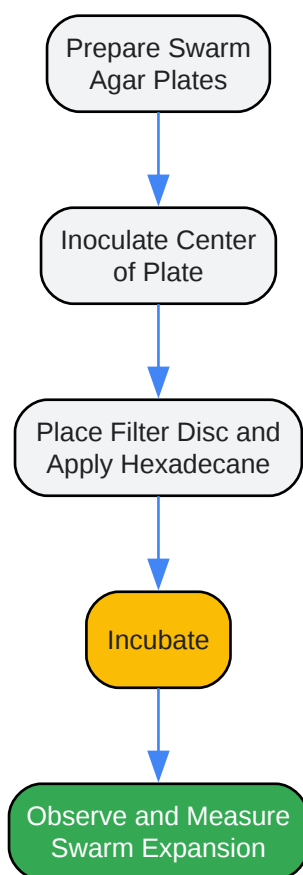 Prepare Swarm
Agar Plates
Inoculate Center
of Plate
Place Filter Disc and
Apply Hexadecane
Incubate
Observe and Measure
Swarm Expansion